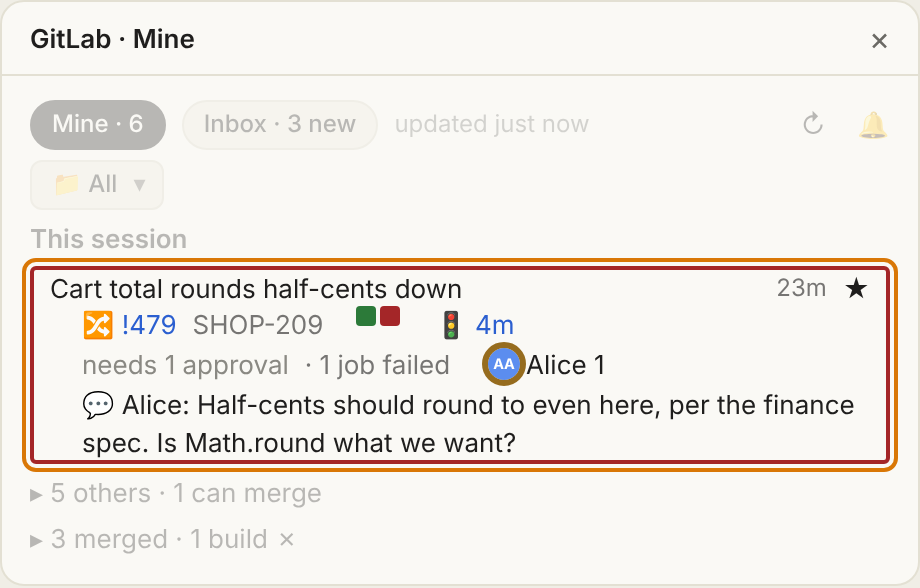 GitLab · Mine ×
Mine · 6 Inbox · 3 new updated just now
All
This session
Cart total rounds half-cents down 23m ★
!479 SHOP-209 4m
needs 1 approval · 1 job failed AA Alice 1
Alice: Half-cents should round to even here, per the finance
spec. Is Math.round what we want?
▸ 5 others · 1 can merge
▸ 3 merged · 1 build ×